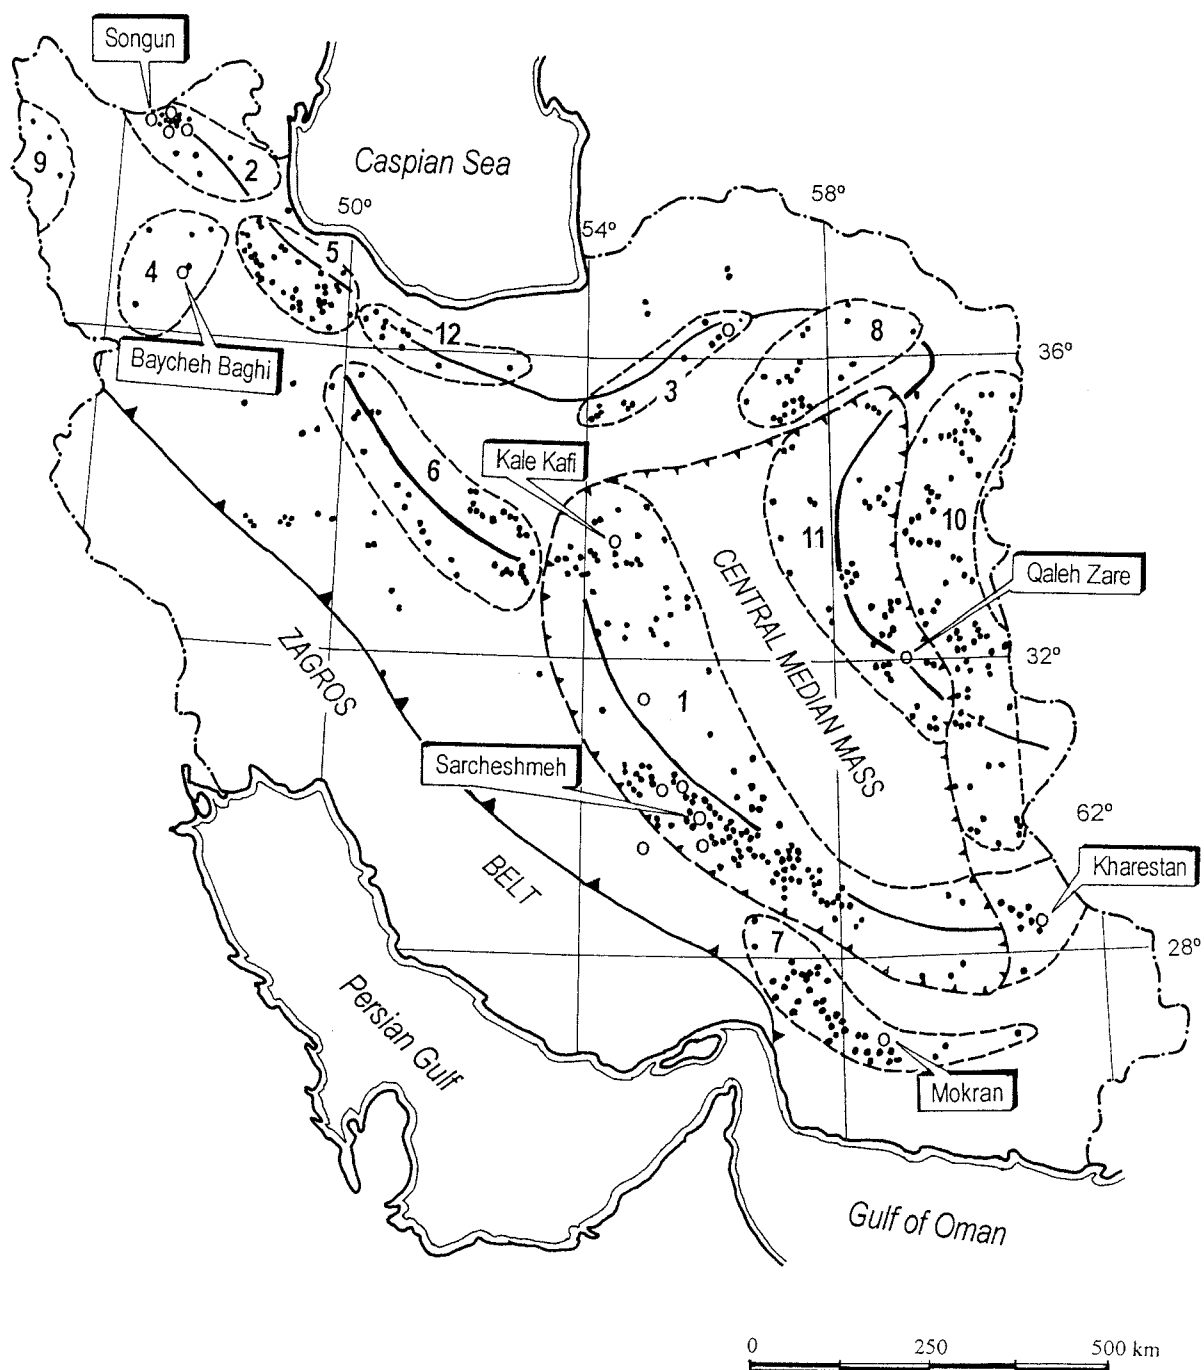 Songun
Caspian Sea
9
2
50º
58º
54º
4
5
12
8
36º
Baycheh Baghi
3
Kale Kafi
6
11
10
Qaleh Zare
CENTRAL MEDIAN MASS
ZAGROS
32º
1
Sarcheshmeh
62º
BELT
Kharestan
7
28º
Persian Gulf
Mokran
Gulf of Oman
0 250 500 km